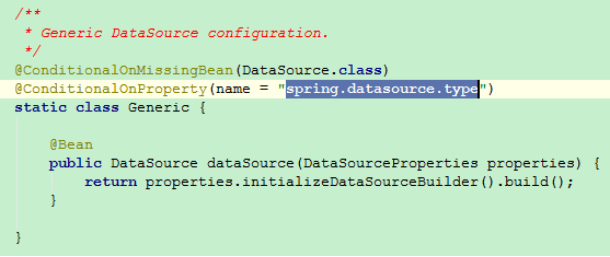 /**
 * Generic DataSource configuration.
 */
@ConditionalOnMissingBean(DataSource.class)
@ConditionalOnProperty(name = "spring.datasource.type")
static class Generic {
@Bean
public DataSource dataSource(DataSourceProperties properties) {
return properties.initializeDataSourceBuilder().build();
}
}